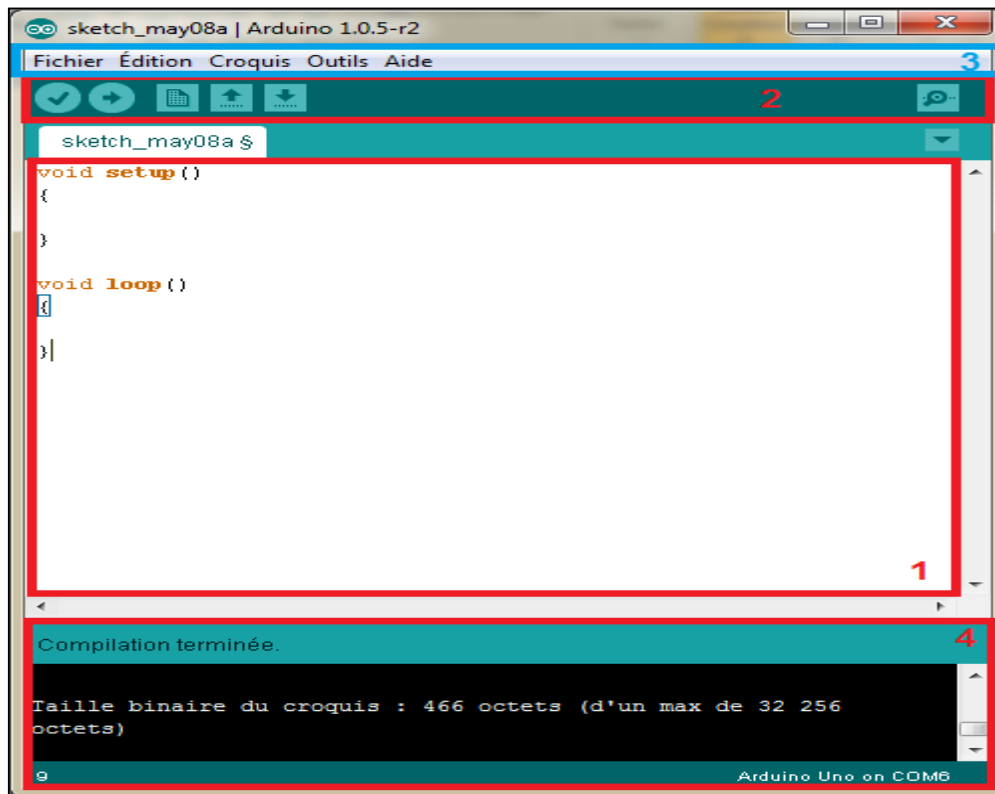 sketch_may08a | Arduino 1.0.5-r2
Fichier Édition Croquis Outils Aide
3
2
sketch_may08a §
void setup()
{
}
void loop()
{
}
1
Compilation terminée.
4
Taille binaire du croquis : 466 octets (d'un max de 32 256
octets)
9
Arduino Uno on COM6